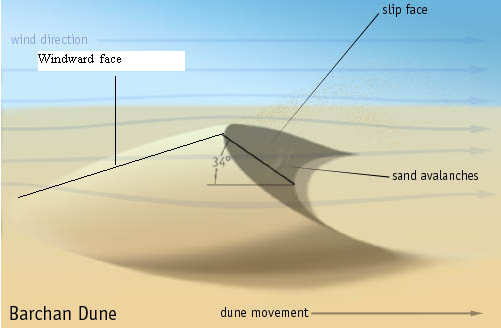 slip face
wind direction
Windward face
34°
sand avalanches
Barchan Dune
dune movement